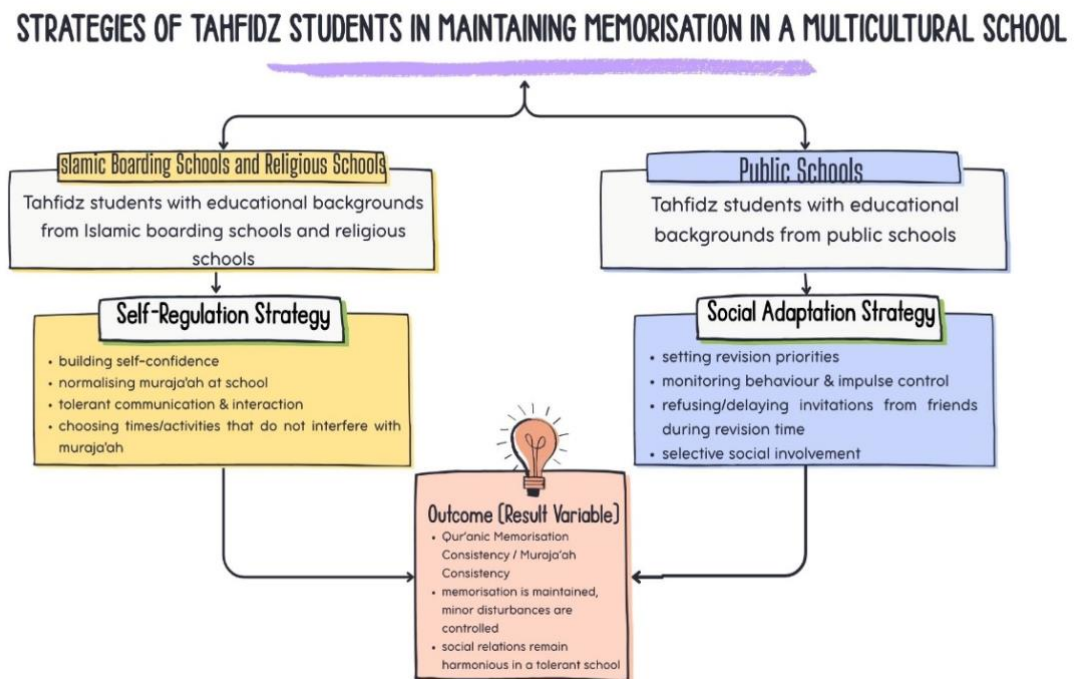 STRATEGIES OF TAHFIDZ STUDENTS IN MAINTAINING MEMORISATION IN A MULTICULTURAL SCHOOL
slamic Boarding Schools and Religious Schools
Tahfidz students with educational backgrounds
from Islamic boarding schools and religious
schools
Self-Regulation Strategy
• building self-confidence
• normalising muraja'ah at school
• tolerant communication & interaction
• choosing times/activities that do not interfere with
muraja'ah
Public Schools
Tahfidz students with educational
backgrounds from public schools
Social Adaptation Strategy
• setting revision priorities
• monitoring behaviour & impulse control
• refusing/delaying invitations from friends
during revision time
• selective social involvement
Outcome (Result Variable)
• Qur'anic Memorisation
Consistency / Muraja'ah
Consistency
• memorisation is maintained,
minor disturbances are
controlled
• social relations remain
harmonious in a tolerant school